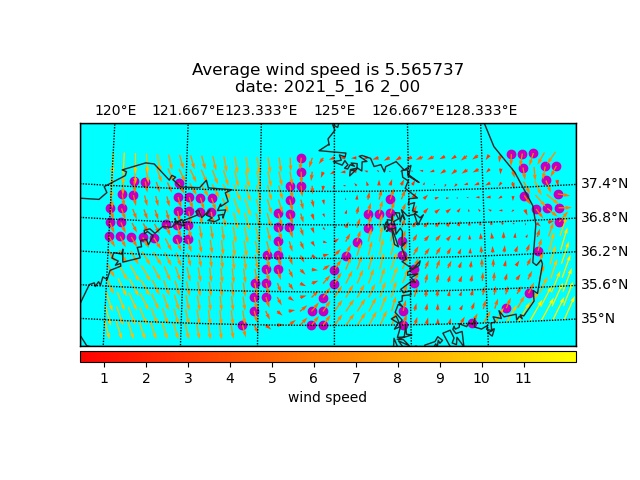 Average wind speed is 5.565737
date: 2021_5_16 2_00
120°E 121.667°E 123.333°E 125°E 126.667°E 128.333°E
37.4°N
36.8°N
36.2°N
35.6°N
35°N
1 2 3 4 5 6 7 8 9 10 11
wind speed